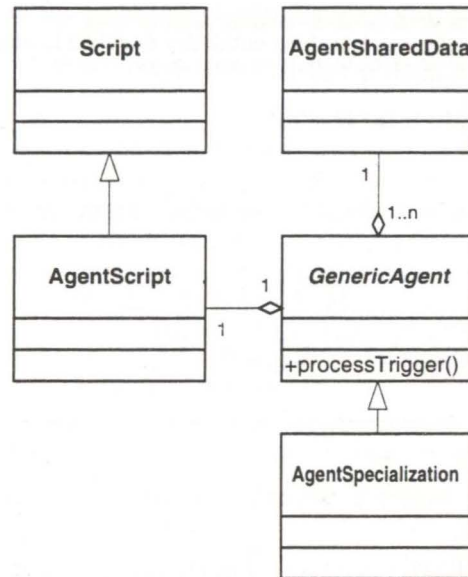 Script
AgentSharedData
1
1..n
AgentScript
1
1
GenericAgent
+processTrigger()
AgentSpecialization